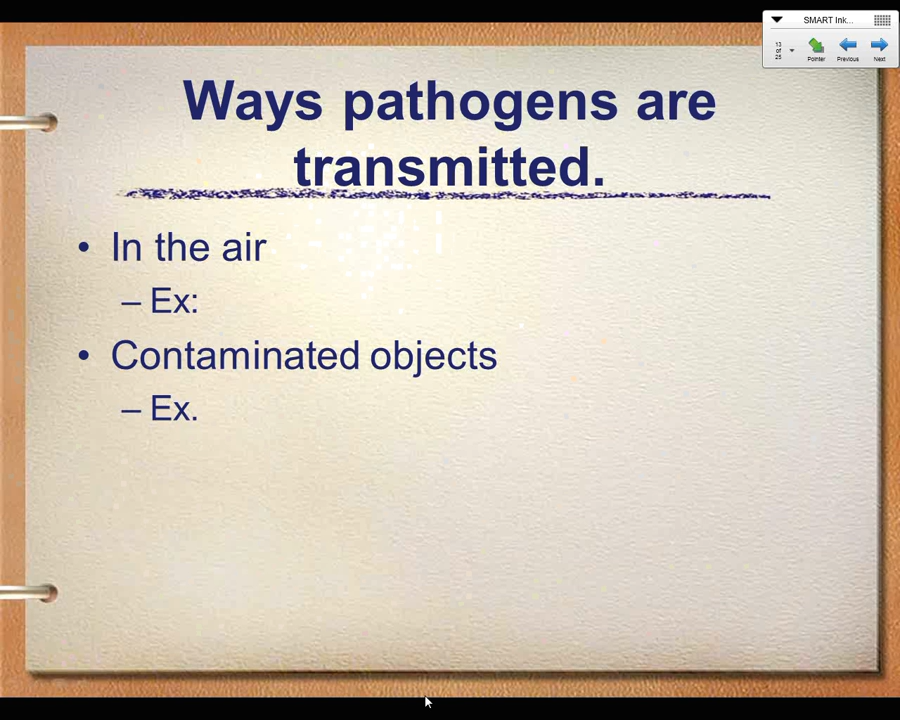 SMART Ink...
13
of
25
Pointer
Previous
Next
Ways pathogens are
transmitted.
• In the air
– Ex:
• Contaminated objects
– Ex.